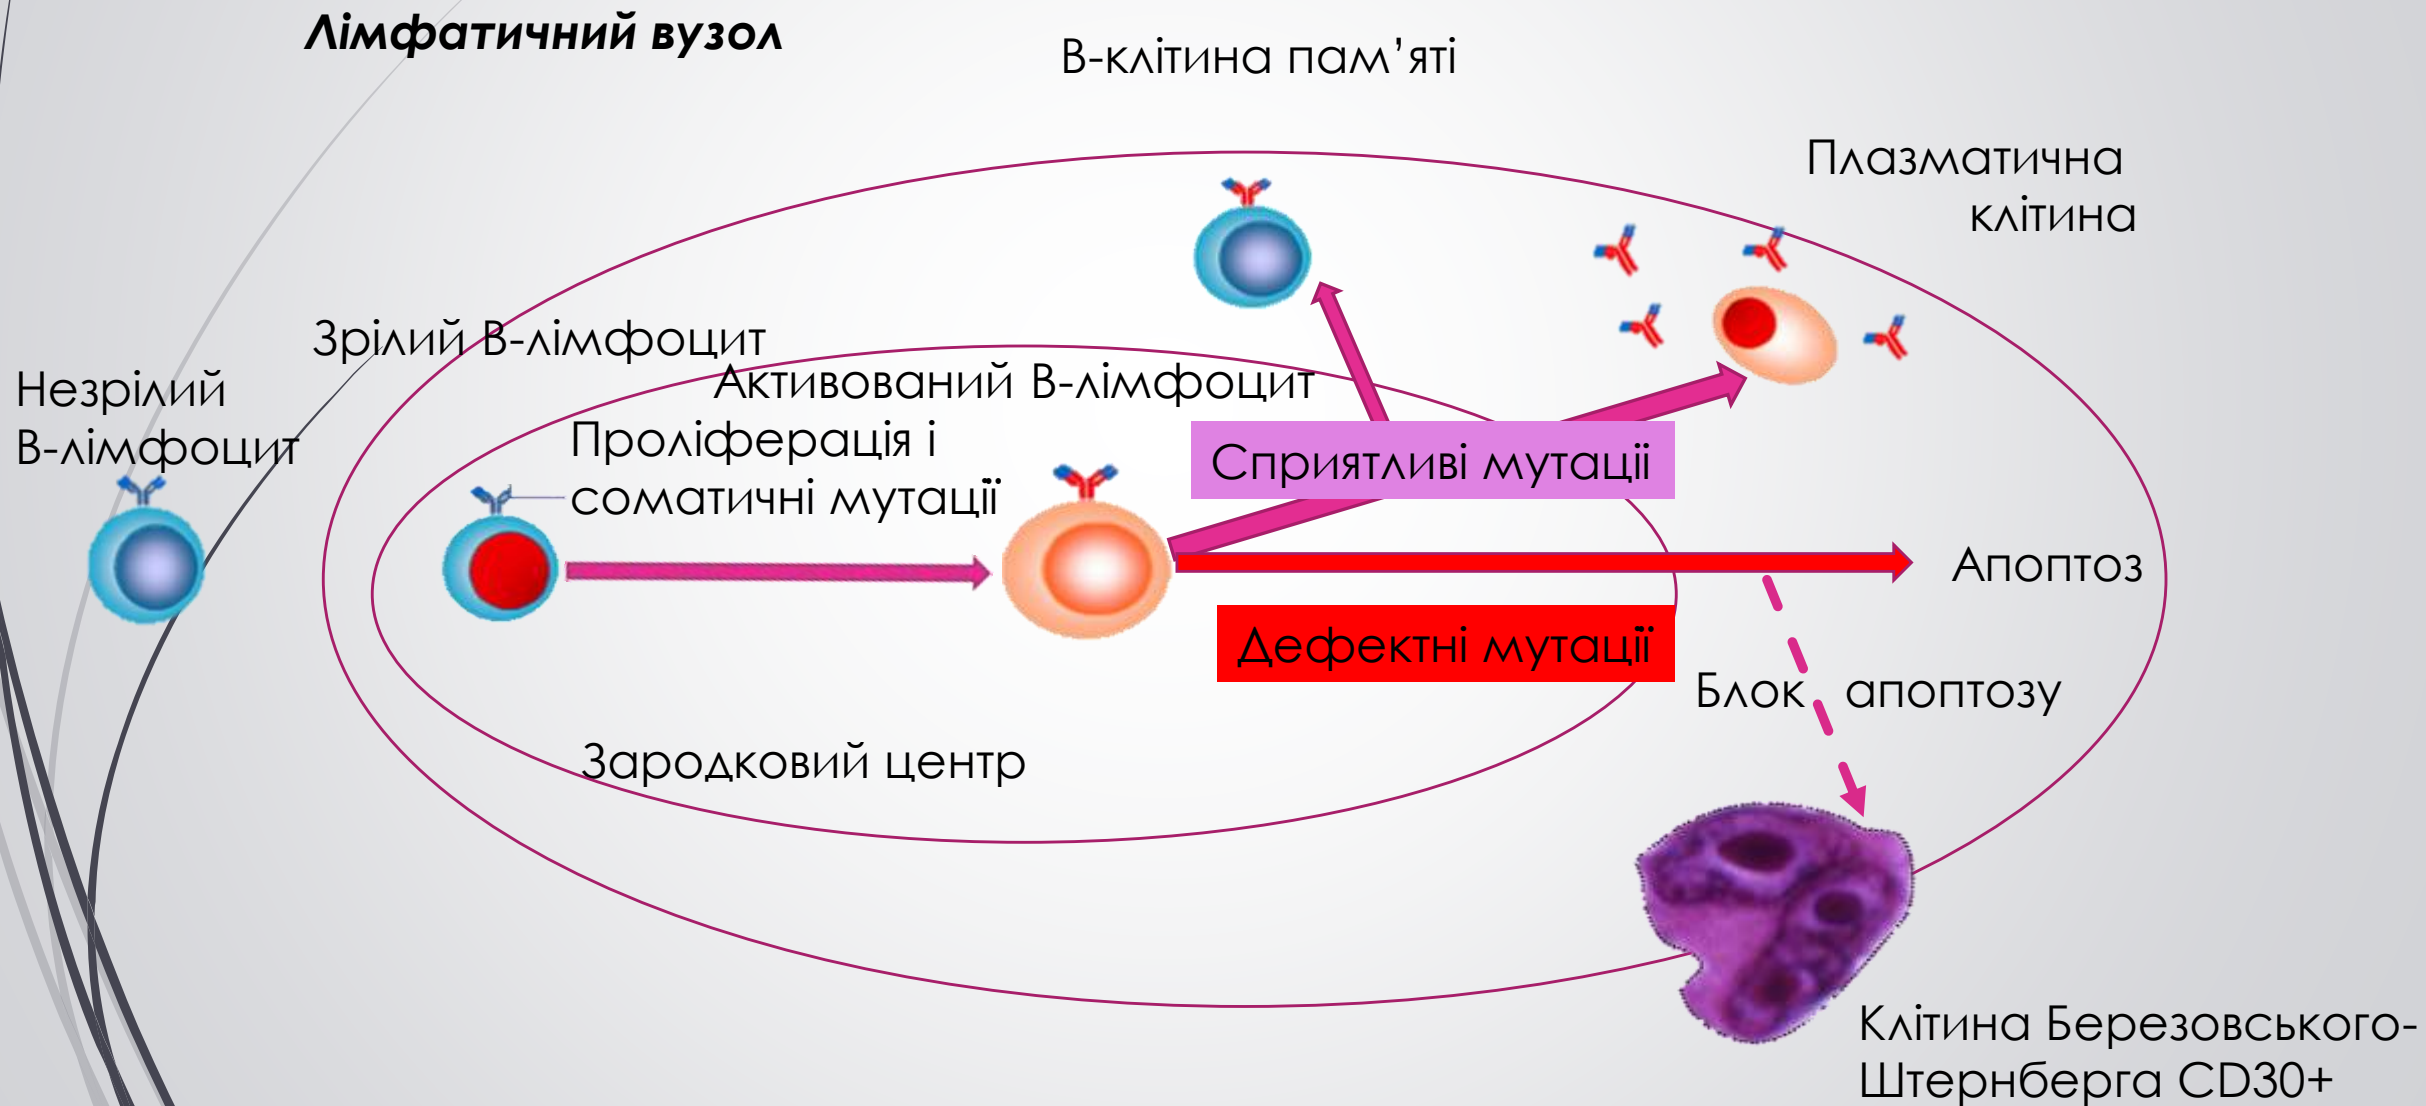 Лімфатичний вузол
В-клітина пам’яті
Плазматична
клітина
Зрілий В-лімфоцит
Незрілий
В-лімфоцит
Активований В-лімфоцит
Проліферація і
соматичні мутації
Сприятливі мутації
Апоптоз
Дефектні мутації
Блок апоптозу
Зародковий центр
Клітина Березовського-
Штернберга CD30+